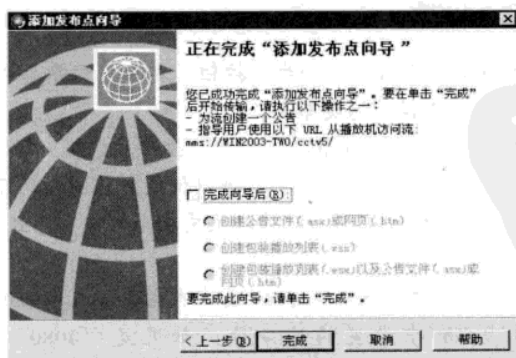 添加发布点向导
正在完成“添加发布点向导”
您已成功完成“添加发布点向导”。要在单击“完成”
后开始传输，请执行以下操作之一：
- 为流创建一个公告
- 指导用户使用以下 URL 从播放机访问流:
mms://WIN2003-TWO/cctv5/
完成向导后(R):
创建公告文件(.asx)或网页(.htm)
创建包装播放列表(.wsx)
创建包装播放列表(.wsx)以及公告文件(.asx)或
网页(.htm)
要完成此向导，请单击“完成”。
< 上一步(B)
完成
取消
帮助